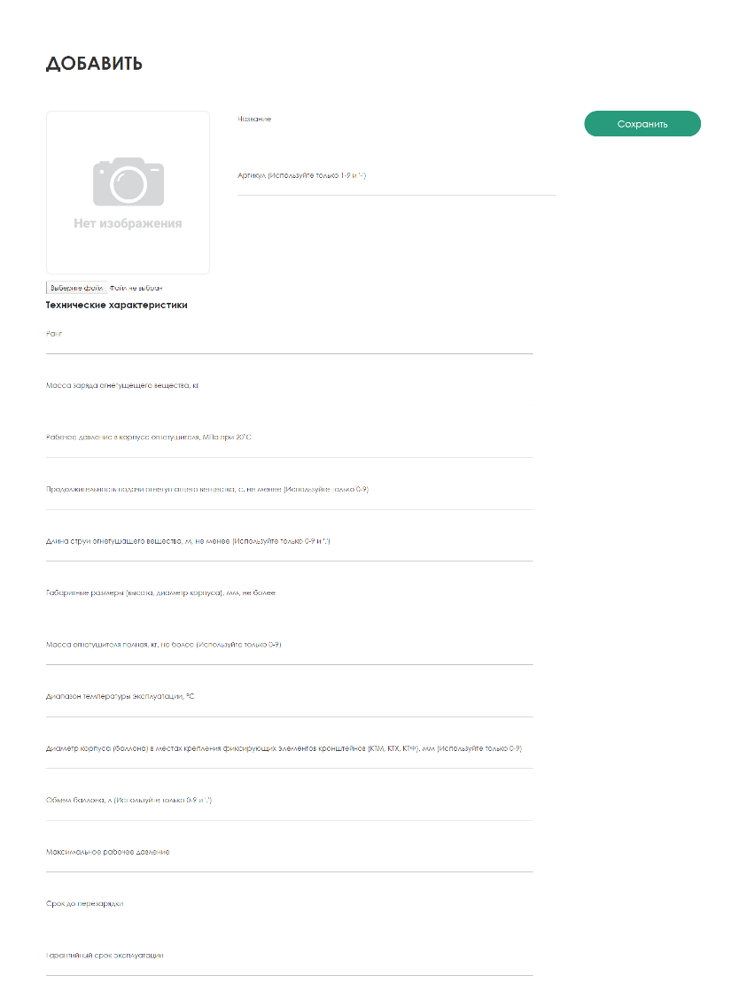 ДОБАВИТЬ
Название
Сохранить
Артикул (Используйте только 1-9 и '-')
Нет изображения
Выберите файл Файл не выбран
Технические характеристики
Ранг
Масса заряда огнетущещего вещества, кг
Рабочее давление в корпусе огнетушителя, МПа при 20˚С
Продолжительность подачи огнетушащего вещества, с, не менее (Используйте только 0-9)
Длина струи огнетушащего вещества, м, не менее (Используйте только 0-9 и '.')
Габаритные размеры (высота, диаметр корпуса), мм, не более
Масса огнетушителя полная, кг, не более (Используйте только 0-9)
Диапазон температуры эксплуатации, °С
Диаметр корпуса (баллона) в местах крепления фиксирующих элементов кронштейнов (КТМ, КТХ, КТФ), мм (Используйте только 0-9)
Объем баллона, л (Используйте только 0-9 и '.')
Максимальное рабочее давление
Срок до перезарядки
Гарантийный срок эксплуатации